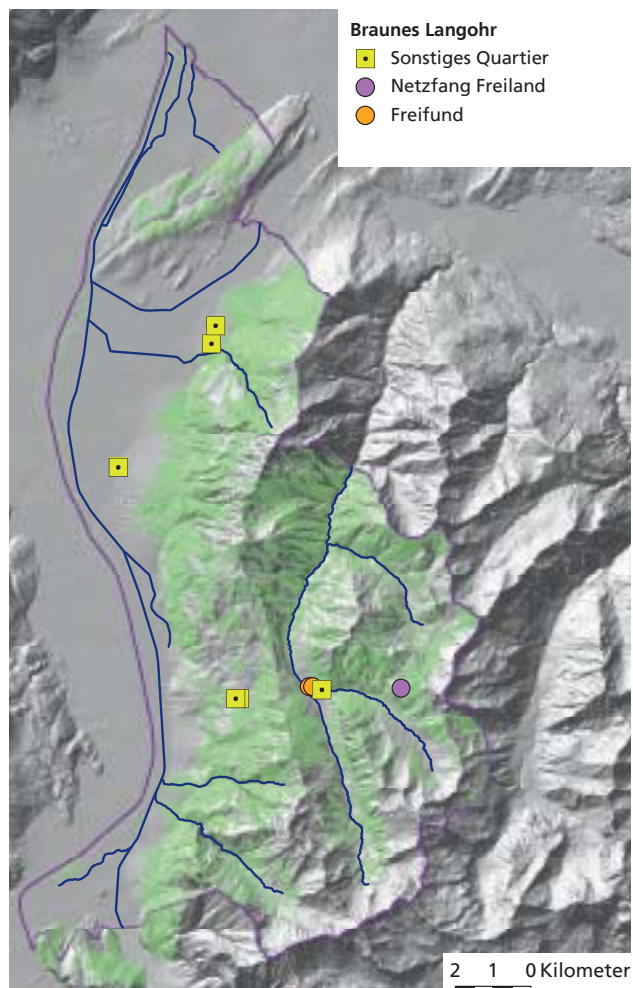 Braunes Langohr
Sonstiges Quartier
Netzfang Freiland
Freifund
2 1 0 Kilometer